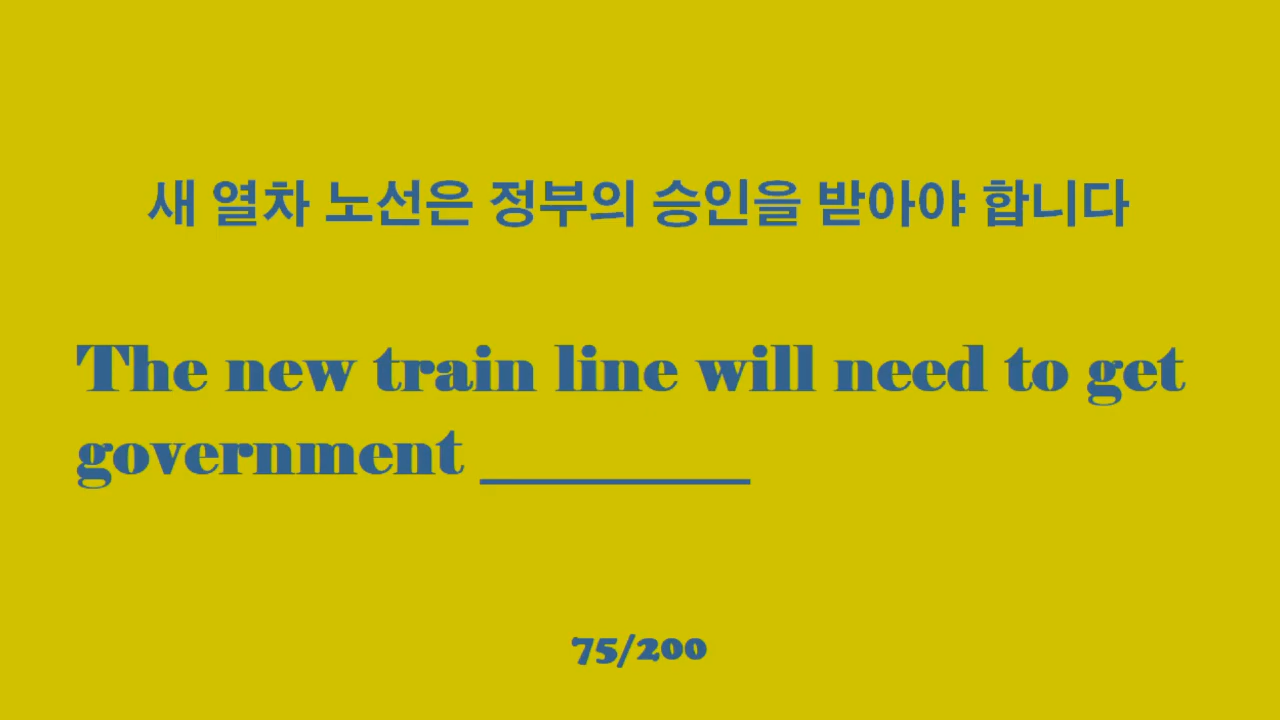 새 열차 노선은 정부의 승인을 받아야 합니다
The new train line will need to get
government ________
75/200